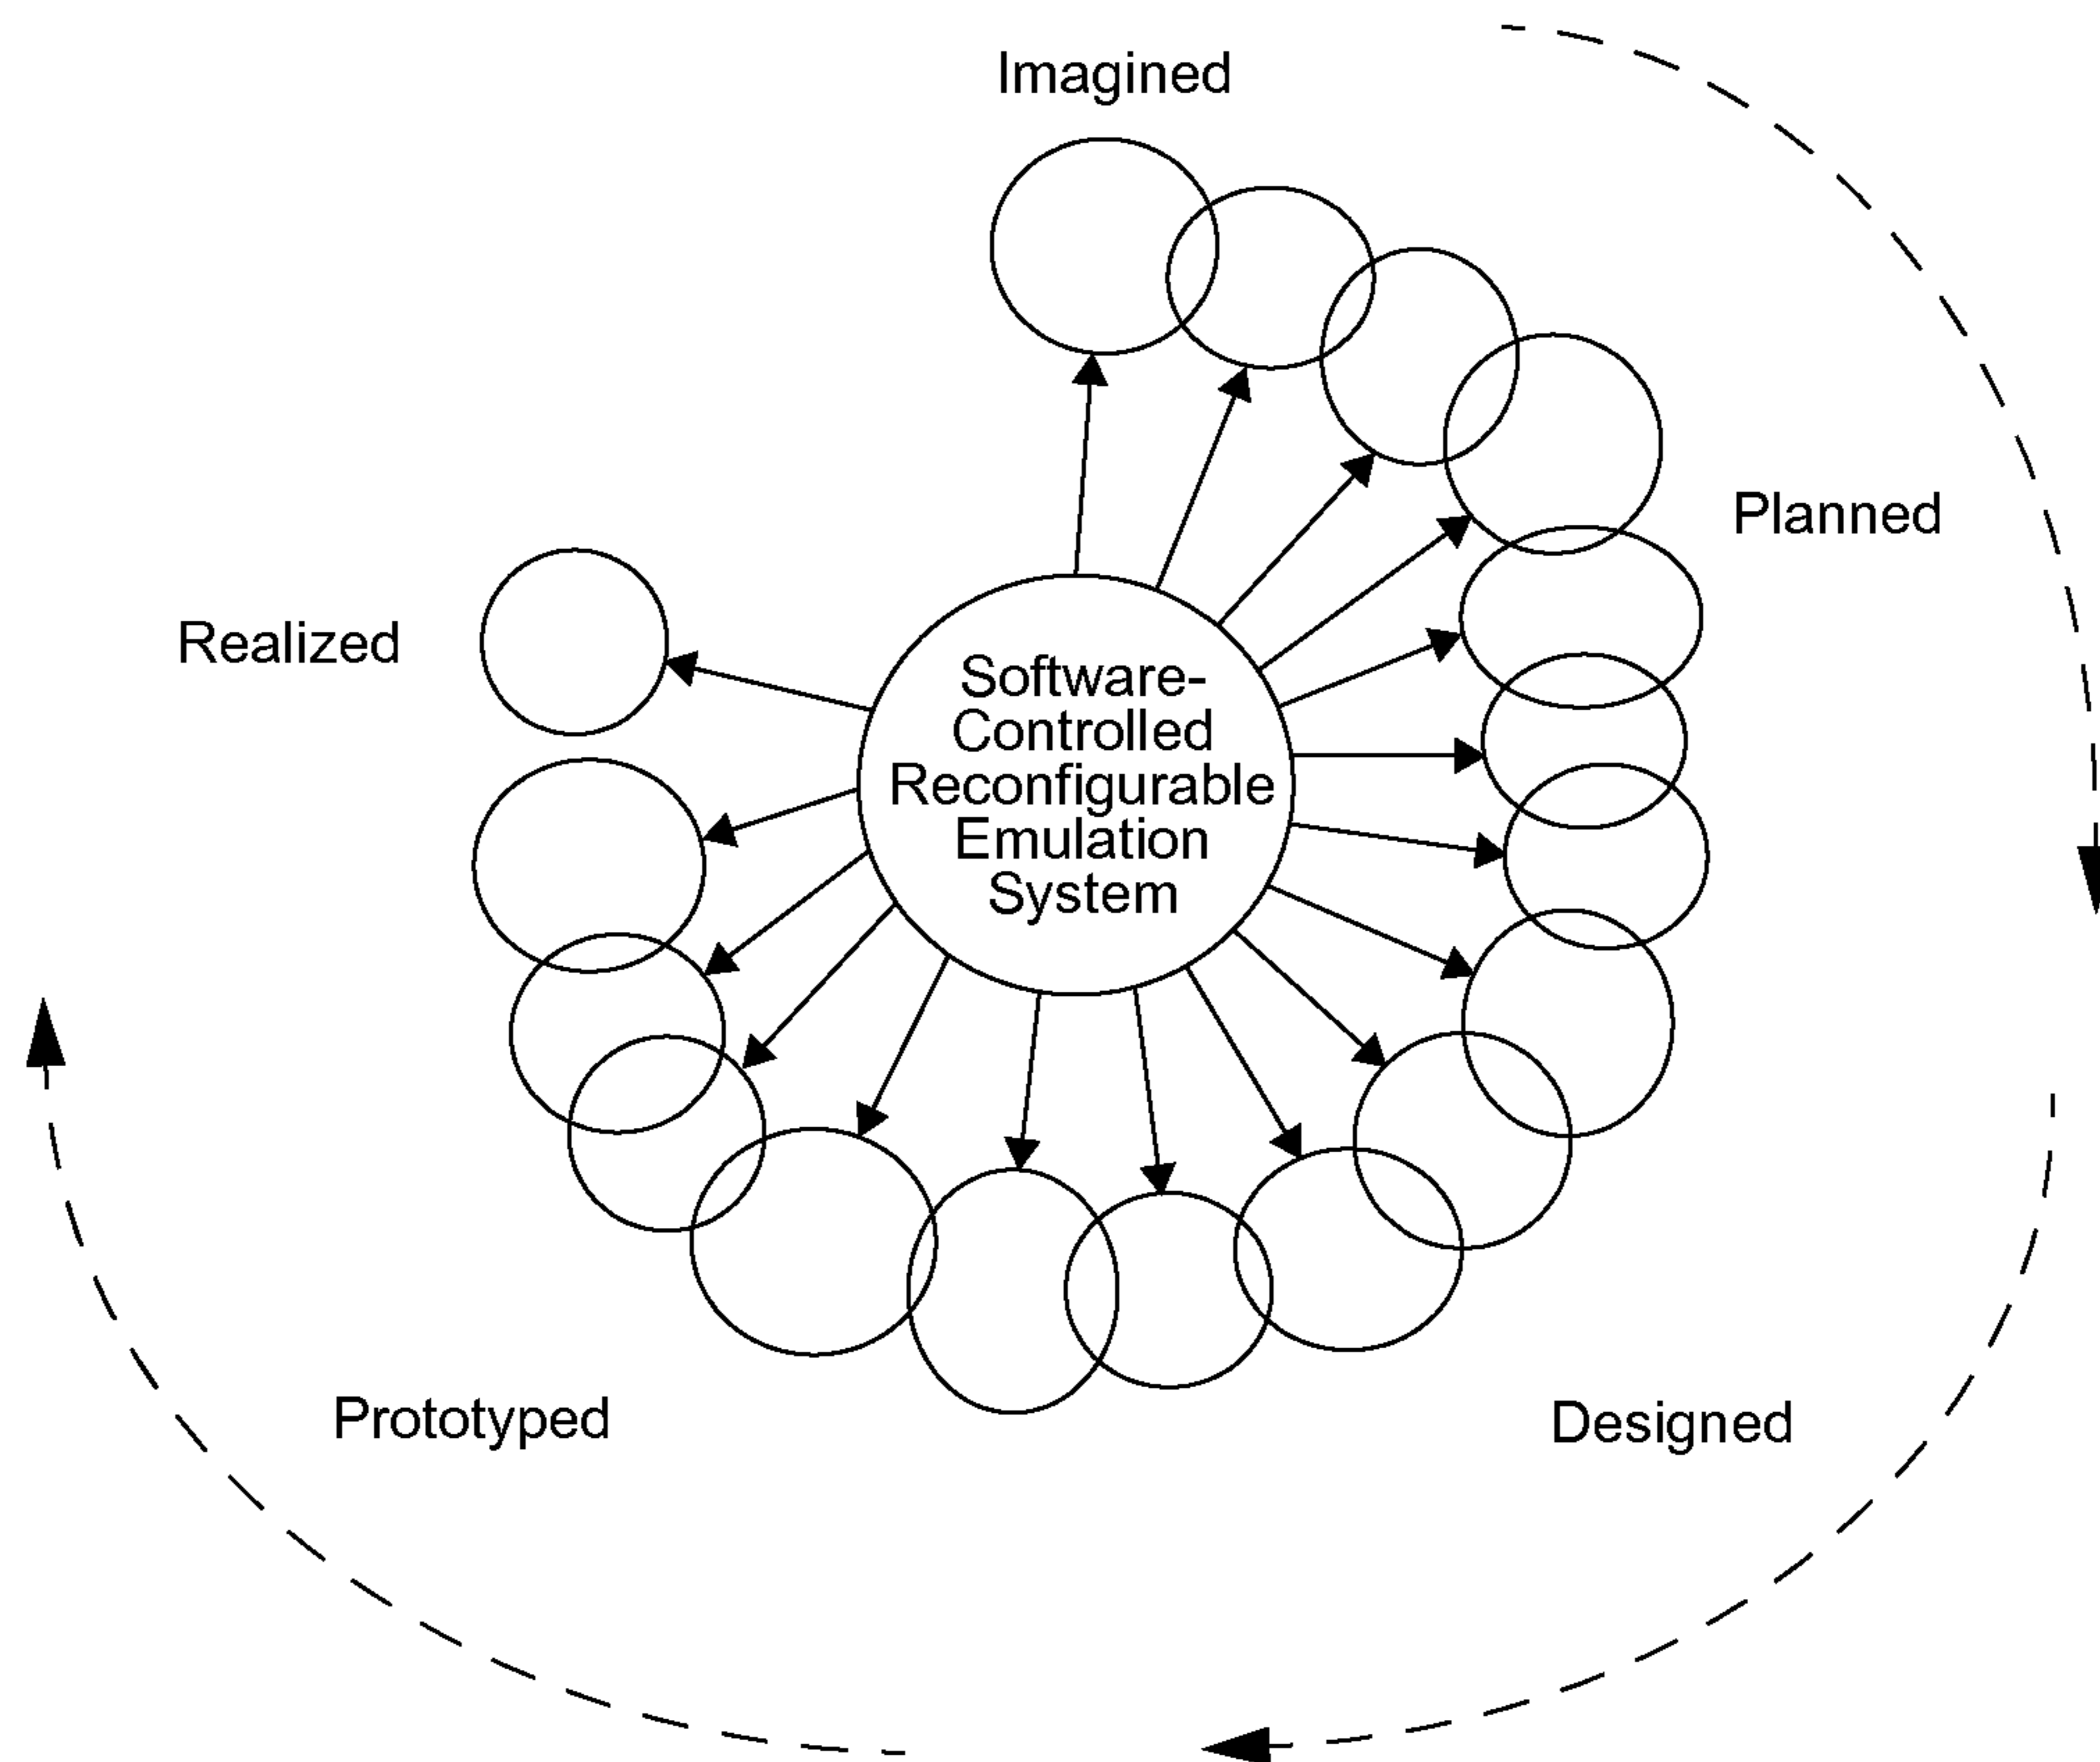 Imagined
Planned
Realized
Software-
Controlled
Reconfigurable
Emulation
System
Prototyped
Designed